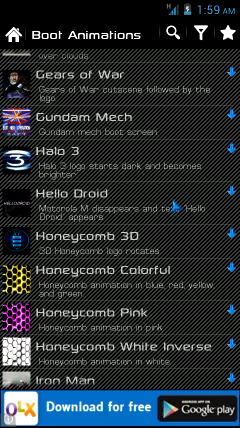 H
1:59 AM
Boot Animations
over clouds
Gears of War
Gears of War cutscene followed by the
logo
Gundam Mech
Gundam mech boot screen
Halo 3
Halo 3 logo starts dark and becomes
brighter
HELLODROID
Hello Droid
Motorola M disappears and text 'Hello
Droid' appears
Honeycomb 3D
3D Honeycomb logo rotates
Honeycomb Colorful
Honeycomb animation in blue, red, yellow,
and green
Honeycomb Pink
Honeycomb animation in pink
Honeycomb White Inverse
Honeycomb animation in white
Iron Man
OLX
Download for free
ANDROID APP ON
Google play